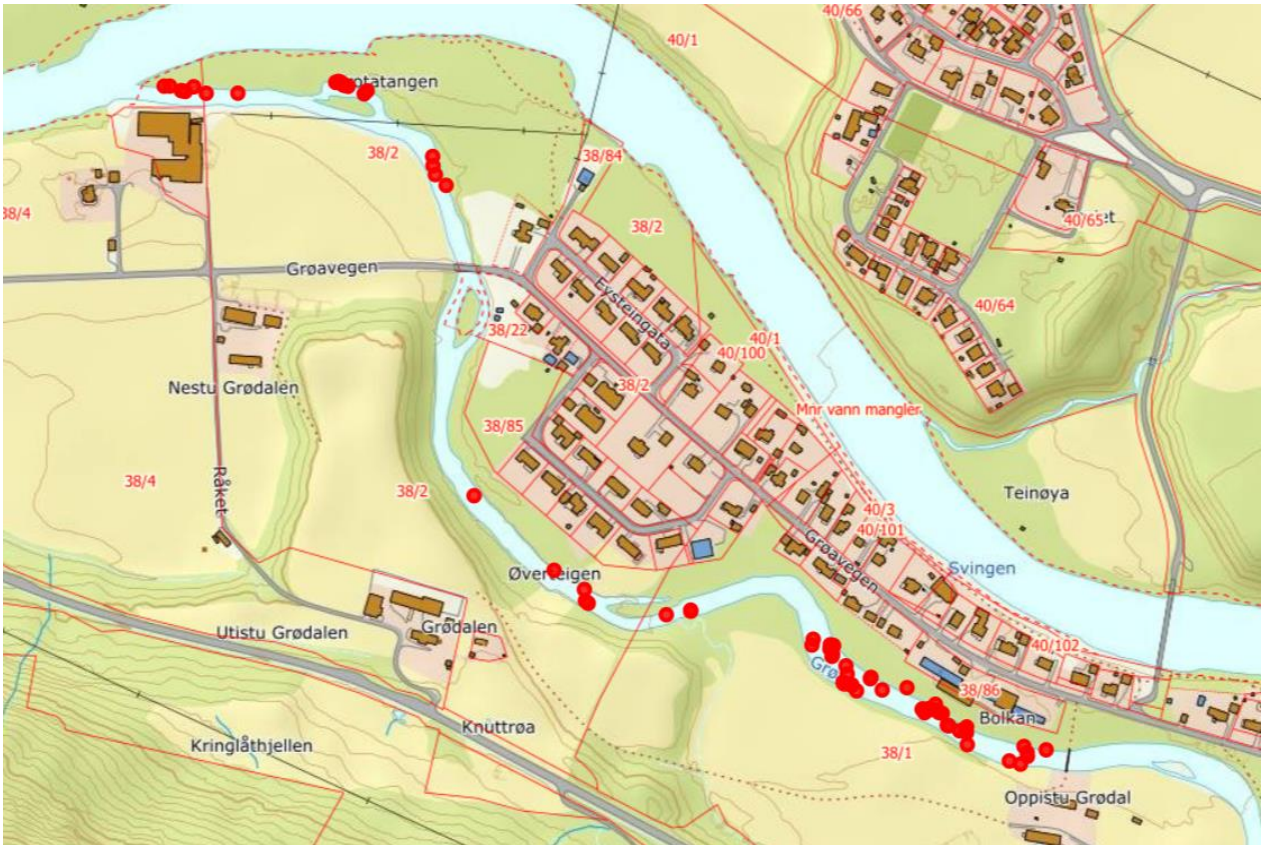 40/66
40/1
38/2
38/84
38/4
40/65
38/2
Grøavegen
40/64
Eysteingata
38/22
40/1
40/100
Nestu Grødalen
38/2
Mnr vann mangler
38/85
38/4
Råket
38/2
Teinøya
40/3
40/101
Grøavegen
Svingen
Øverteigen
Utistu Grødalen
Grødalen
40/102
38/86
Knuttrøa
Bolkan
Kringlåthjellen
38/1
Oppistu Grødal